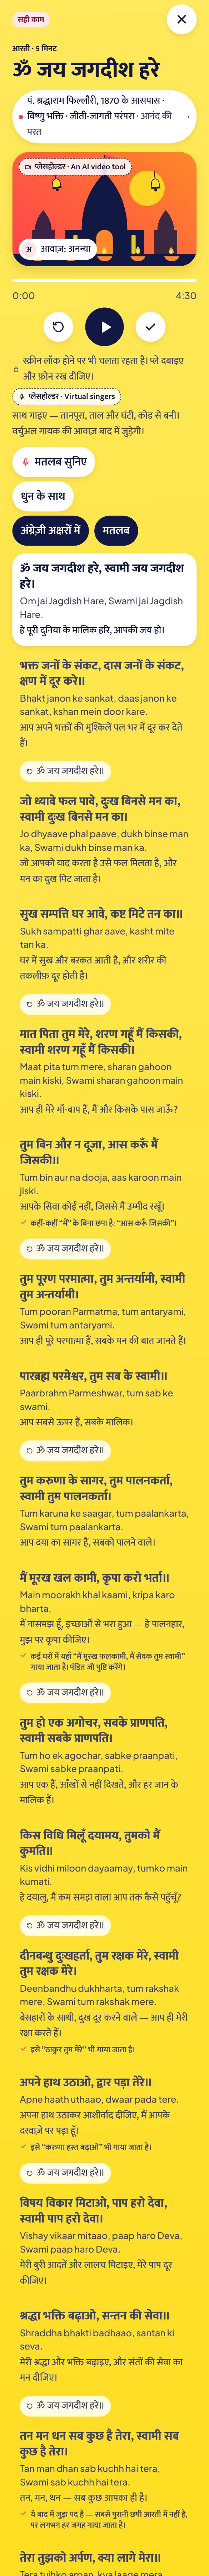 सही काम
आरती · 5 मिनट
ॐ जय जगदीश हरे
पं. श्रद्धाराम फिल्लौरी, 1870 के आसपास ·
विष्णु भक्ति · जीती-जागती परंपरा · आनंद की
परत
प्लेसहोल्डर · An AI video tool
अ आवाज़: अनन्या
0:00 4:30
स्क्रीन लॉक होने पर भी चलता रहता है। प्ले दबाइए
और फ़ोन रख दीजिए।
प्लेसहोल्डर · Virtual singers
साथ गाइए — तानपूरा, ताल और घंटी, कोड से बनी।
वर्चुअल गायक की आवाज़ बाद में जुड़ेगी।
मतलब सुनिए
धुन के साथ
अंग्रेज़ी अक्षरों में मतलब
ॐ जय जगदीश हरे, स्वामी जय जगदीश
हरे।
Om jai Jagdish Hare, Swami jai Jagdish
Hare.
हे पूरी दुनिया के मालिक हरि, आपकी जय हो।
भक्त जनों के संकट, दास जनों के संकट,
क्षण में दूर करे॥
Bhakt janon ke sankat, daas janon ke
sankat, kshan mein door kare.
आप अपने भक्तों की मुश्किलें पल भर में दूर कर देते
हैं।
ॐ जय जगदीश हरे॥
जो ध्यावे फल पावे, दुःख बिनसे मन का,
स्वामी दुःख बिनसे मन का।
Jo dhyaave phal paave, dukh binse man
ka, Swami dukh binse man ka.
जो आपको याद करता है उसे फल मिलता है, और
मन का दुख मिट जाता है।
सुख सम्पत्ति घर आवे, कष्ट मिटे तन का॥
Sukh sampatti ghar aave, kasht mite
tan ka.
घर में सुख और बरकत आती है, और शरीर की
तकलीफ़ दूर होती है।
ॐ जय जगदीश हरे॥
मात पिता तुम मेरे, शरण गहूँ मैं किसकी,
स्वामी शरण गहूँ मैं किसकी।
Maat pita tum mere, sharan gahoon
main kiski, Swami sharan gahoon main
kiski.
आप ही मेरे माँ-बाप हैं, मैं और किसके पास जाऊँ?
तुम बिन और न दूजा, आस करूँ मैं
जिसकी॥
Tum bin aur na dooja, aas karoon main
jiski.
आपके सिवा कोई नहीं, जिससे मैं उम्मीद रखूँ।
कहीं-कहीं “मैं” के बिना छपा है: “आस करूँ जिसकी”।
ॐ जय जगदीश हरे॥
तुम पूरण परमात्मा, तुम अन्तर्यामी, स्वामी
तुम अन्तर्यामी।
Tum pooran Parmatma, tum antaryami,
Swami tum antaryami.
आप ही पूरे परमात्मा हैं, सबके मन की बात जानते हैं।
पारब्रह्म परमेश्वर, तुम सब के स्वामी॥
Paarbrahm Parmeshwar, tum sab ke
swami.
आप सबसे ऊपर हैं, सबके मालिक।
ॐ जय जगदीश हरे॥
तुम करुणा के सागर, तुम पालनकर्ता,
स्वामी तुम पालनकर्ता।
Tum karuna ke saagar, tum paalankarta,
Swami tum paalankarta.
आप दया का सागर हैं, सबको पालने वाले।
मैं मूरख खल कामी, कृपा करो भर्ता॥
Main moorakh khal kaami, kripa karo
bharta.
मैं नासमझ हूँ, इच्छाओं से भरा हुआ — हे पालनहार,
मुझ पर कृपा कीजिए।
कई घरों में यहाँ “मैं मूरख फलकामी, मैं सेवक तुम स्वामी”
गाया जाता है। पंडित जी पुष्टि करेंगे।
ॐ जय जगदीश हरे॥
तुम हो एक अगोचर, सबके प्राणपति,
स्वामी सबके प्राणपति।
Tum ho ek agochar, sabke praanpati,
Swami sabke praanpati.
आप एक हैं, आँखों से नहीं दिखते, और हर जान के
मालिक हैं।
किस विधि मिलूँ दयामय, तुमको मैं
कुमति॥
Kis vidhi miloon dayaamay, tumko main
kumati.
हे दयालु, मैं कम समझ वाला आप तक कैसे पहुँचूँ?
ॐ जय जगदीश हरे॥
दीनबन्धु दुःखहर्ता, तुम रक्षक मेरे, स्वामी
तुम रक्षक मेरे।
Deenbandhu dukhharta, tum rakshak
mere, Swami tum rakshak mere.
बेसहारों के साथी, दुख दूर करने वाले — आप ही मेरी
रक्षा करते हैं।
इसे “ठाकुर तुम मेरे” भी गाया जाता है।
अपने हाथ उठाओ, द्वार पड़ा तेरे॥
Apne haath uthaao, dwaar pada tere.
अपना हाथ उठाकर आशीर्वाद दीजिए, मैं आपके
दरवाज़े पर पड़ा हूँ।
इसे “करुणा हस्त बढ़ाओ” भी गाया जाता है।
ॐ जय जगदीश हरे॥
विषय विकार मिटाओ, पाप हरो देवा,
स्वामी पाप हरो देवा।
Vishay vikaar mitaao, paap haro Deva,
Swami paap haro Deva.
मेरी बुरी आदतें और लालच मिटाइए, मेरे पाप दूर
कीजिए।
श्रद्धा भक्ति बढ़ाओ, सन्तन की सेवा॥
Shraddha bhakti badhaao, santan ki
seva.
मेरी श्रद्धा और भक्ति बढ़ाइए, और संतों की सेवा का
मन दीजिए।
ॐ जय जगदीश हरे॥
तन मन धन सब कुछ है तेरा, स्वामी सब
कुछ है तेरा।
Tan man dhan sab kuchh hai tera,
Swami sab kuchh hai tera.
तन, मन, धन — सब कुछ आपका ही है।
ये बाद में जुड़ा पद है — सबसे पुरानी छपी आरती में नहीं है,
पर लगभग हर जगह गाया जाता है।
तेरा तुझको अर्पण, क्या लागे मेरा॥
Tera tujhko arpan, kya laage mera.